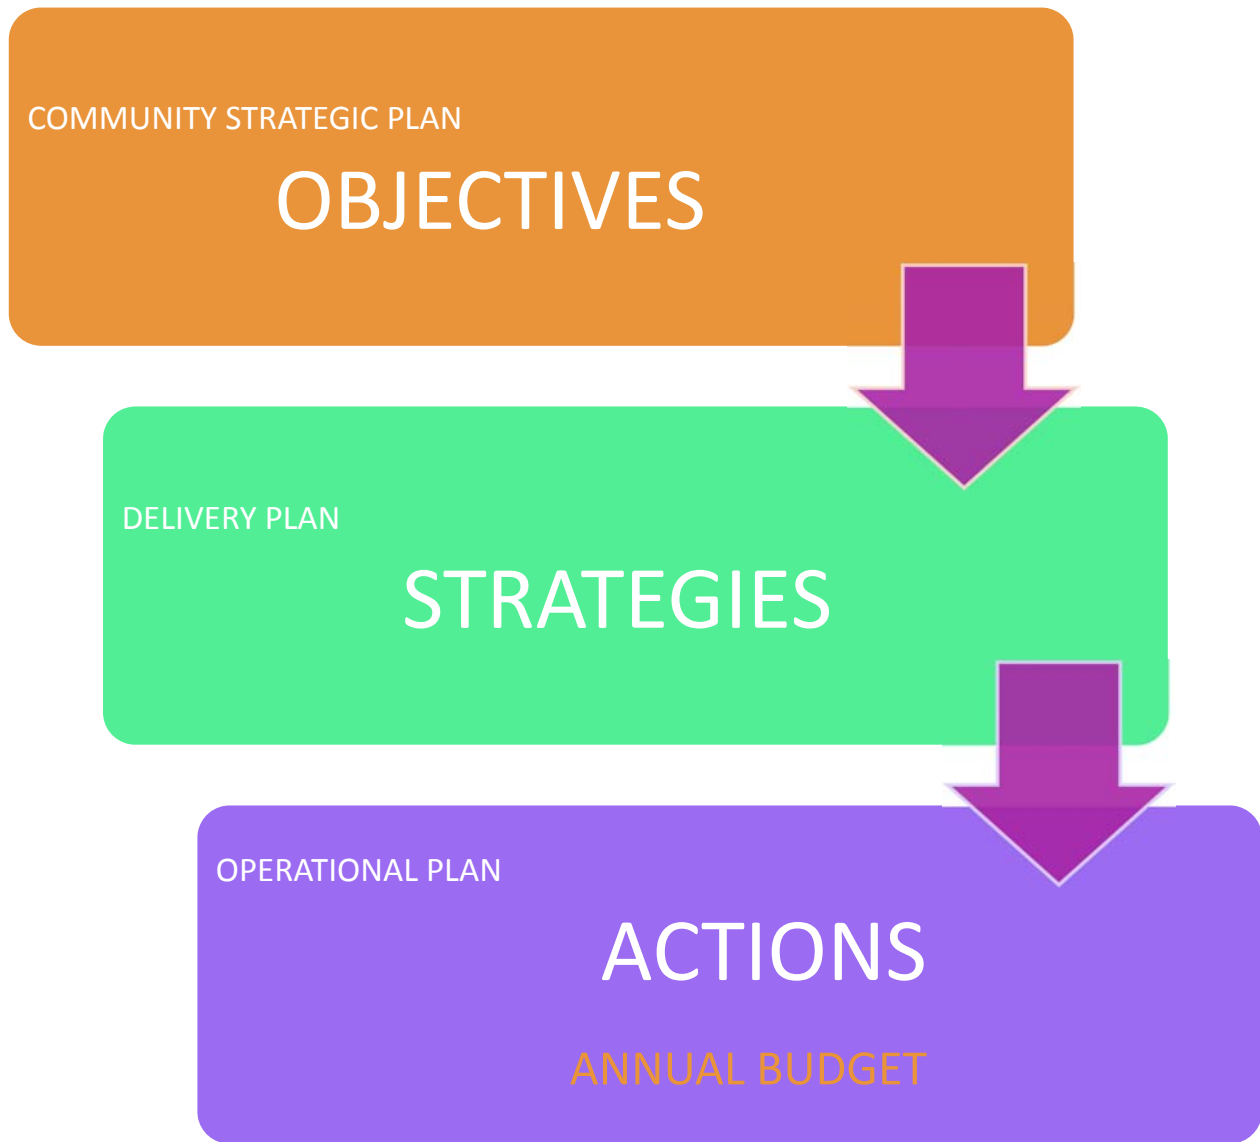 COMMUNITY STRATEGIC PLAN
OBJECTIVES
DELIVERY PLAN
STRATEGIES
OPERATIONAL PLAN
ACTIONS
ANNUAL BUDGET